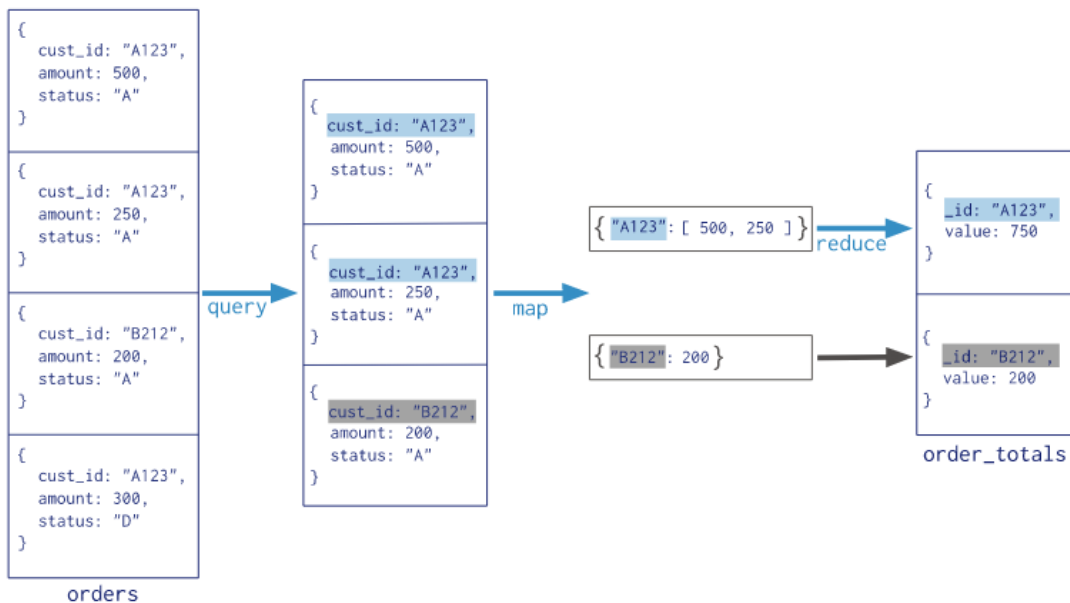 {
cust_id: "A123",
amount: 500,
status: "A"
}
{
cust_id: "A123",
amount: 250,
status: "A"
}
{
cust_id: "B212",
amount: 200,
status: "A"
}
{
cust_id: "A123",
amount: 300,
status: "D"
}
orders
query
{
cust_id: "A123",
amount: 500,
status: "A"
}
{
cust_id: "A123",
amount: 250,
status: "A"
}
{
cust_id: "B212",
amount: 200,
status: "A"
}
map
{ "A123": [ 500, 250 ] }
{ "B212": 200 }
reduce
{
_id: "A123",
value: 750
}
{
_id: "B212",
value: 200
}
order_totals